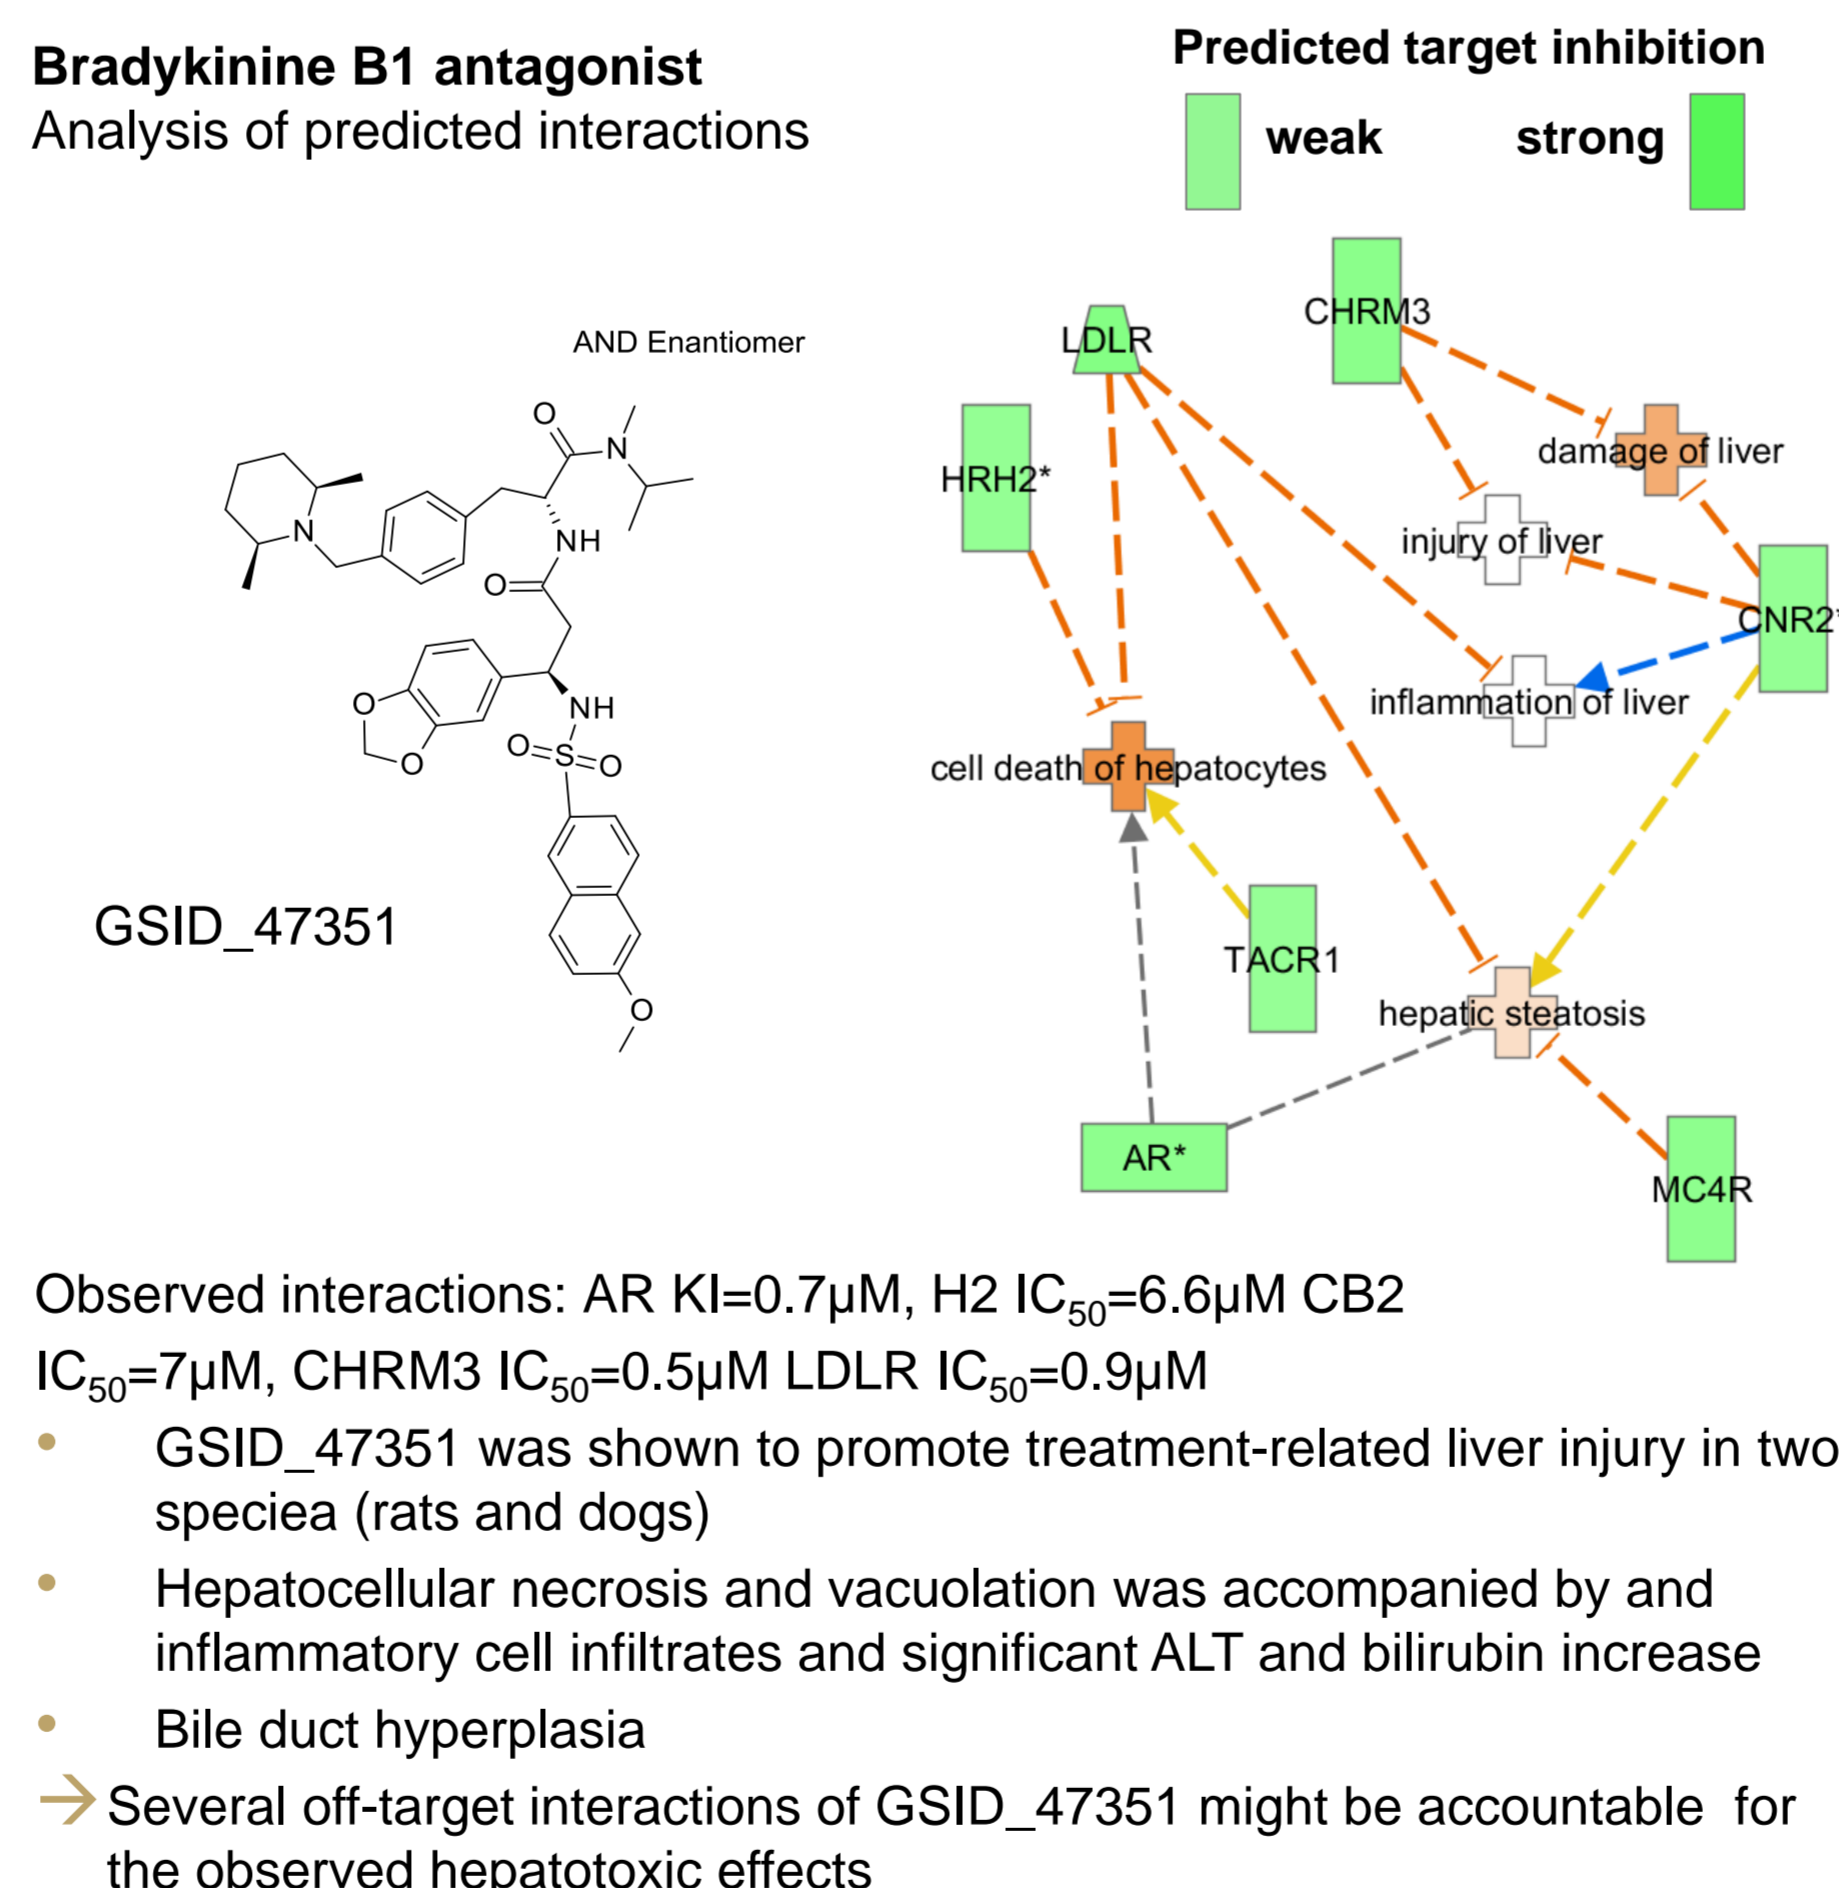 Bradykinine B1 antagonist
Analysis of predicted interactions
Predicted target inhibition
weak strong
AND Enantiomer
O
N
N
NH
O
O
O
NH
O
S
O
O
GSID_47351
CHRM3
LDLR
HRH2*
damage of liver
injury of liver
CNR2*
inflammation of liver
cell death of hepatocytes
TACR1
hepatic steatosis
AR*
MC4R
Observed interactions: AR KI=0.7µM, H2 IC50=6.6µM CB2
IC50=7µM, CHRM3 IC50=0.5µM LDLR IC50=0.9µM
• GSID_47351 was shown to promote treatment-related liver injury in two
speciea (rats and dogs)
• Hepatocellular necrosis and vacuolation was accompanied by and
inflammatory cell infiltrates and significant ALT and bilirubin increase
• Bile duct hyperplasia
→ Several off-target interactions of GSID_47351 might be accountable for
the observed hepatotoxic effects